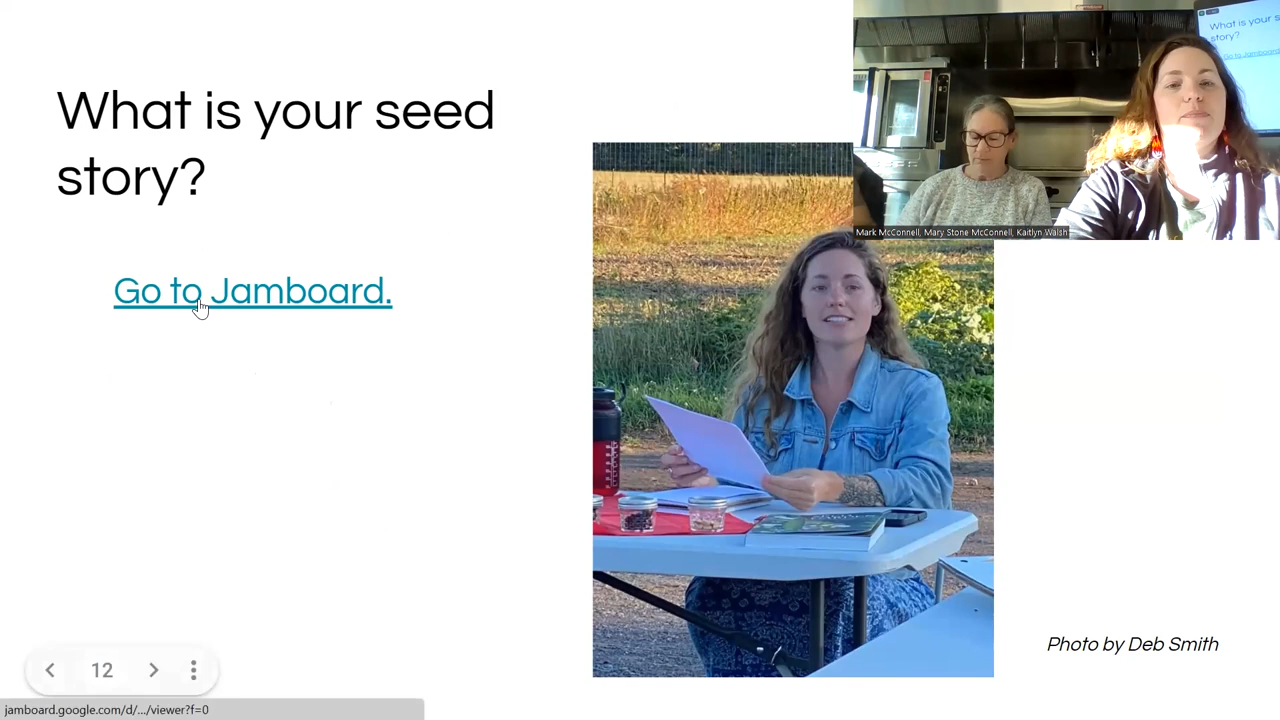 What is your seed
story?
Go to Jamboard.
Mark McConnell, Mary Stone McConnell, Kaitlyn Walsh
What is your s
story?
Go to Jamboard
Photo by Deb Smith
12
jamboard.google.com/d/.../viewer?f=0